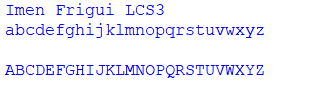 Imen Frigui LCS3
abcdefghijklmnopqrstuvwxyz
ABCDEFGHIJKLMNOPQRSTUVWXYZ